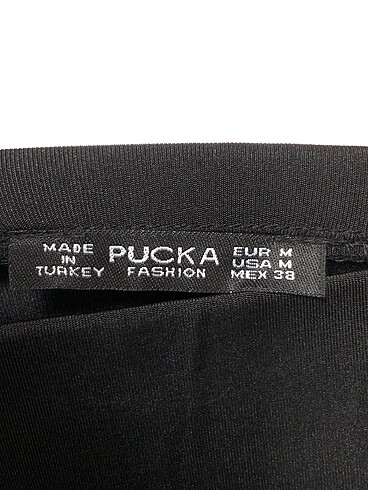 MADE
IN
TURKEY
PUCKA
FASHION
EUR M
USA M
MEX 38